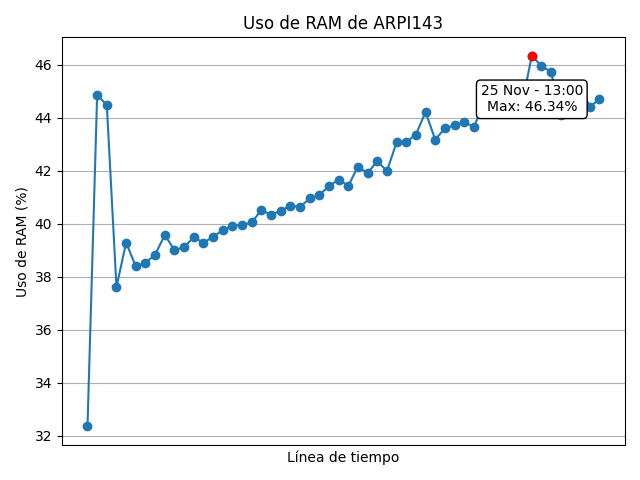 Uso de RAM de ARPI143
Uso de RAM (%)
46
44
42
40
38
36
34
32
25 Nov - 13:00
Max: 46.34%
Línea de tiempo